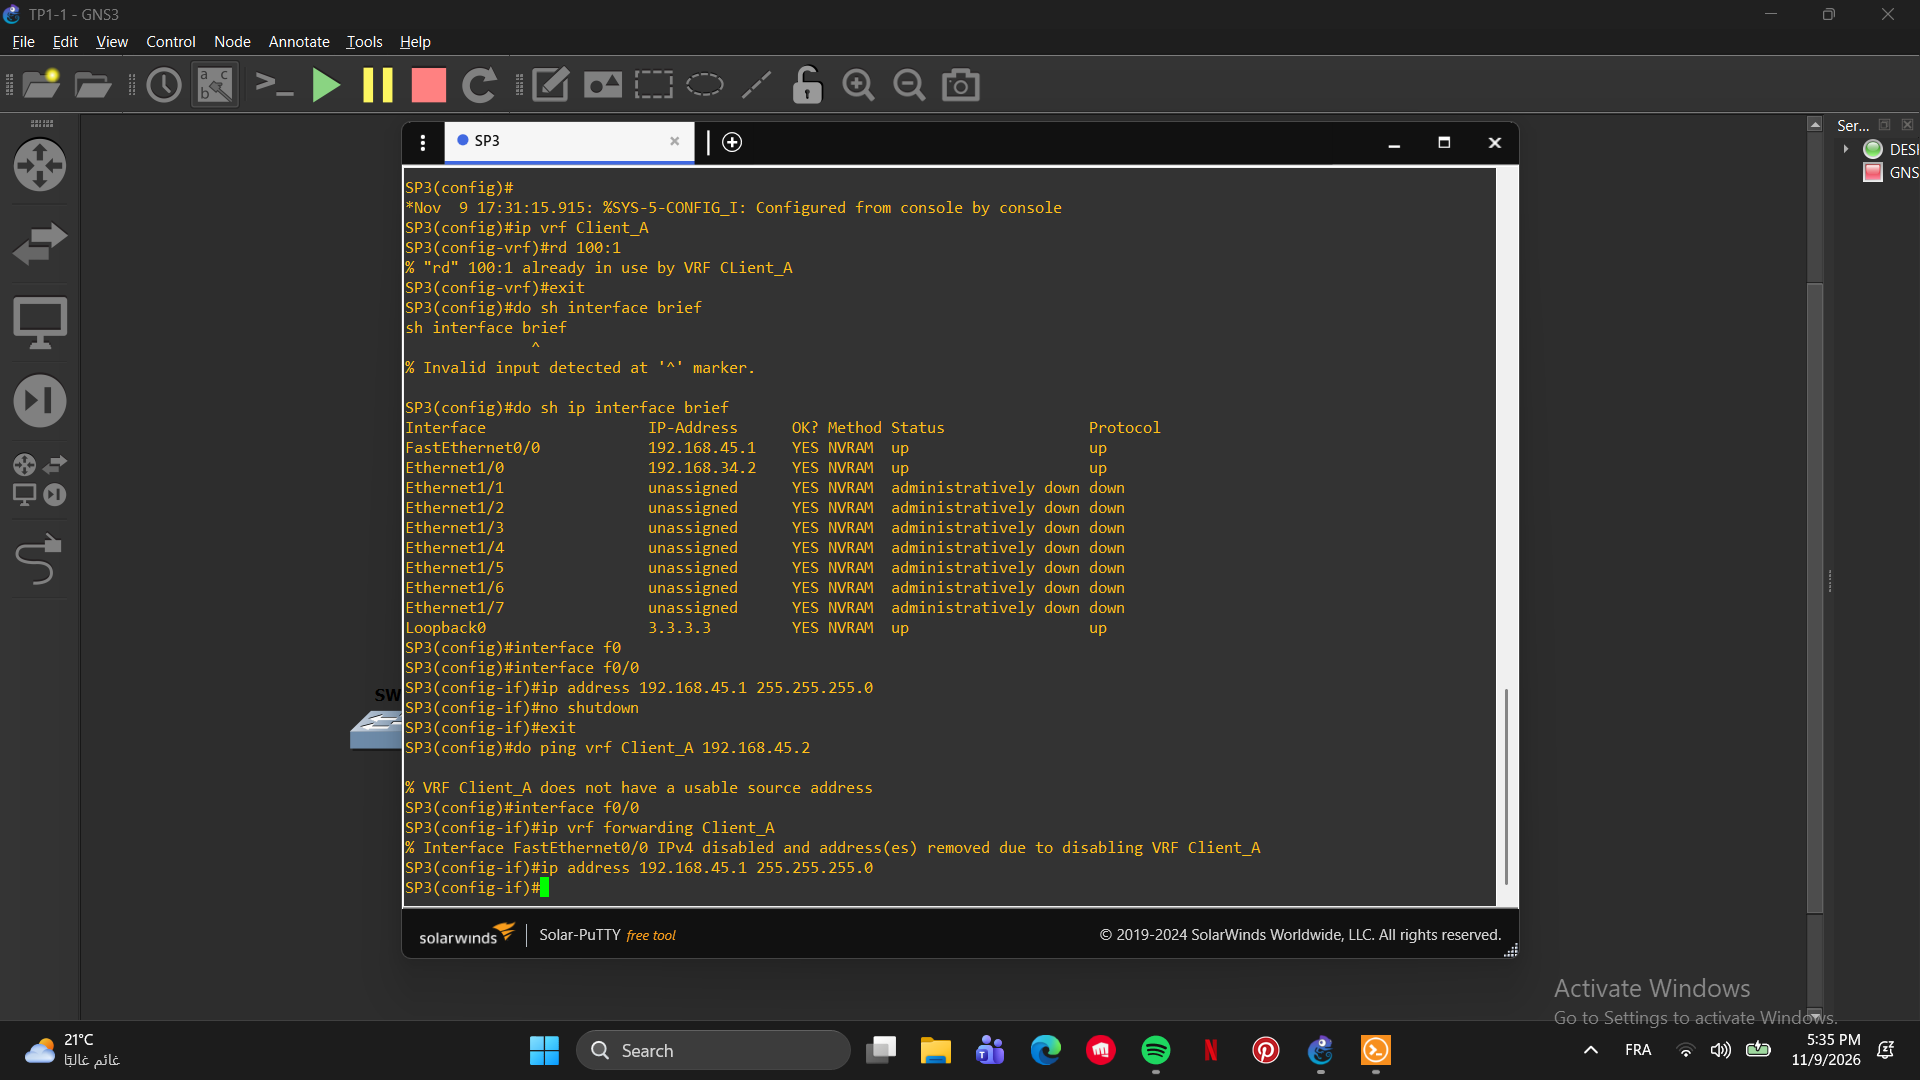 TP1-1 - GNS3
File Edit View Control Node Annotate Tools Help
SP3
Ser...
DESI
GNS
SP3(config)#
*Nov  9 17:31:15.915: %SYS-5-CONFIG_I: Configured from console by console
SP3(config)#ip vrf Client_A
SP3(config-vrf)#rd 100:1
% "rd" 100:1 already in use by VRF CLient_A
SP3(config-vrf)#exit
SP3(config)#do sh interface brief
sh interface brief
^
% Invalid input detected at '^' marker.
SP3(config)#do sh ip interface brief
Interface IP-Address OK? Method Status Protocol
FastEthernet0/0 192.168.45.1 YES NVRAM up up
Ethernet1/0 192.168.34.2 YES NVRAM up up
Ethernet1/1 unassigned YES NVRAM administratively down down
Ethernet1/2 unassigned YES NVRAM administratively down down
Ethernet1/3 unassigned YES NVRAM administratively down down
Ethernet1/4 unassigned YES NVRAM administratively down down
Ethernet1/5 unassigned YES NVRAM administratively down down
Ethernet1/6 unassigned YES NVRAM administratively down down
Ethernet1/7 unassigned YES NVRAM administratively down down
Loopback0 3.3.3.3 YES NVRAM up up
SP3(config)#interface f0
SP3(config)#interface f0/0
SP3(config-if)#ip address 192.168.45.1 255.255.255.0
SP3(config-if)#no shutdown
SP3(config-if)#exit
SP3(config)#do ping vrf Client_A 192.168.45.2
% VRF Client_A does not have a usable source address
SP3(config)#interface f0/0
SP3(config-if)#ip vrf forwarding Client_A
% Interface FastEthernet0/0 IPv4 disabled and address(es) removed due to disabling VRF Client_A
SP3(config-if)#ip address 192.168.45.1 255.255.255.0
SP3(config-if)#
SW
solarwinds Solar-PuTTY free tool © 2019-2024 SolarWinds Worldwide, LLC. All rights reserved.
Activate Windows
Go to Settings to activate Windows.
21°C
غائم غالبًا
Search
FRA
5:35 PM
11/9/2026